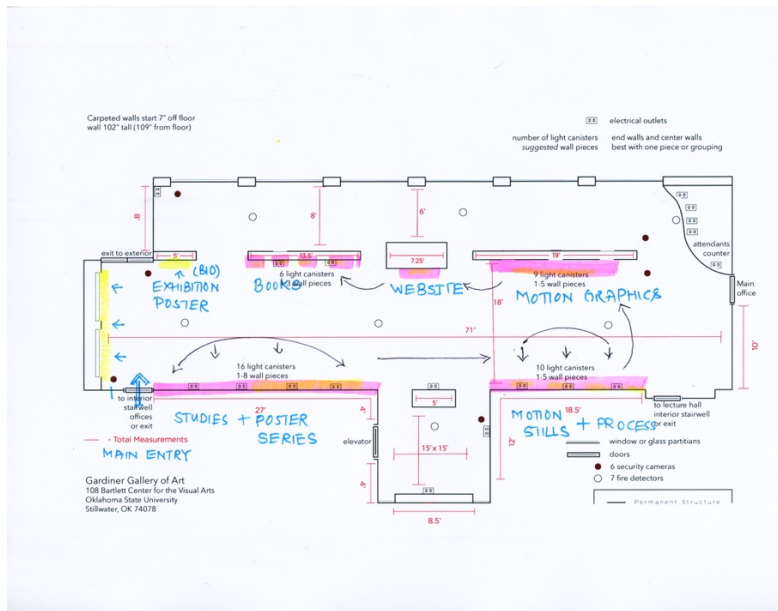 Carpeted walls start 7" off floor
wall 102" tall (109" from floor)
electrical outlets
number of light canisters
suggested wall pieces
end walls and center walls
best with one piece or grouping
8'
8'
6'
attendants
counter
exit to exterior
5'
13.5'
7.25'
19'
(BIO)
EXHIBITION
POSTER
6 light canisters
1-3 wall pieces
BOOKS
WEBSITE
9 light canisters
1-5 wall pieces
MOTION GRAPHICS
Main
office
18'
71'
10'
16 light canisters
1-8 wall pieces
10 light canisters
1-5 wall pieces
to interior
stairwell
offices
or exit
27'
STUDIES + POSTER
SERIES
4'
5'
18.5'
to lecture hall
interior stairwell
or exit
MOTION
STILLS + PROCESS
- Total Measurements
MAIN ENTRY
elevator
15' x 15'
12'
4'
8.5'
window or glass partitions
doors
6 security cameras
7 fire detectors
Permanent Structure
Gardiner Gallery of Art
108 Bartlett Center for the Visual Arts
Oklahoma State University
Stillwater, OK 74078